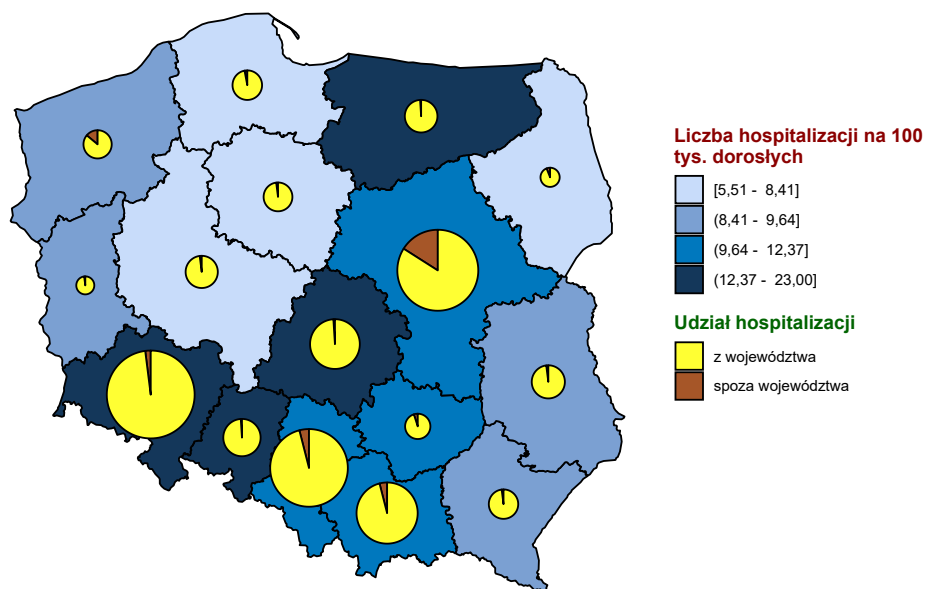 Liczba hospitalizacji na 100
tys. dorosłych
[5,51 - 8,41]
(8,41 - 9,64]
(9,64 - 12,37]
(12,37 - 23,00]
Udział hospitalizacji
z województwa
spoza województwa